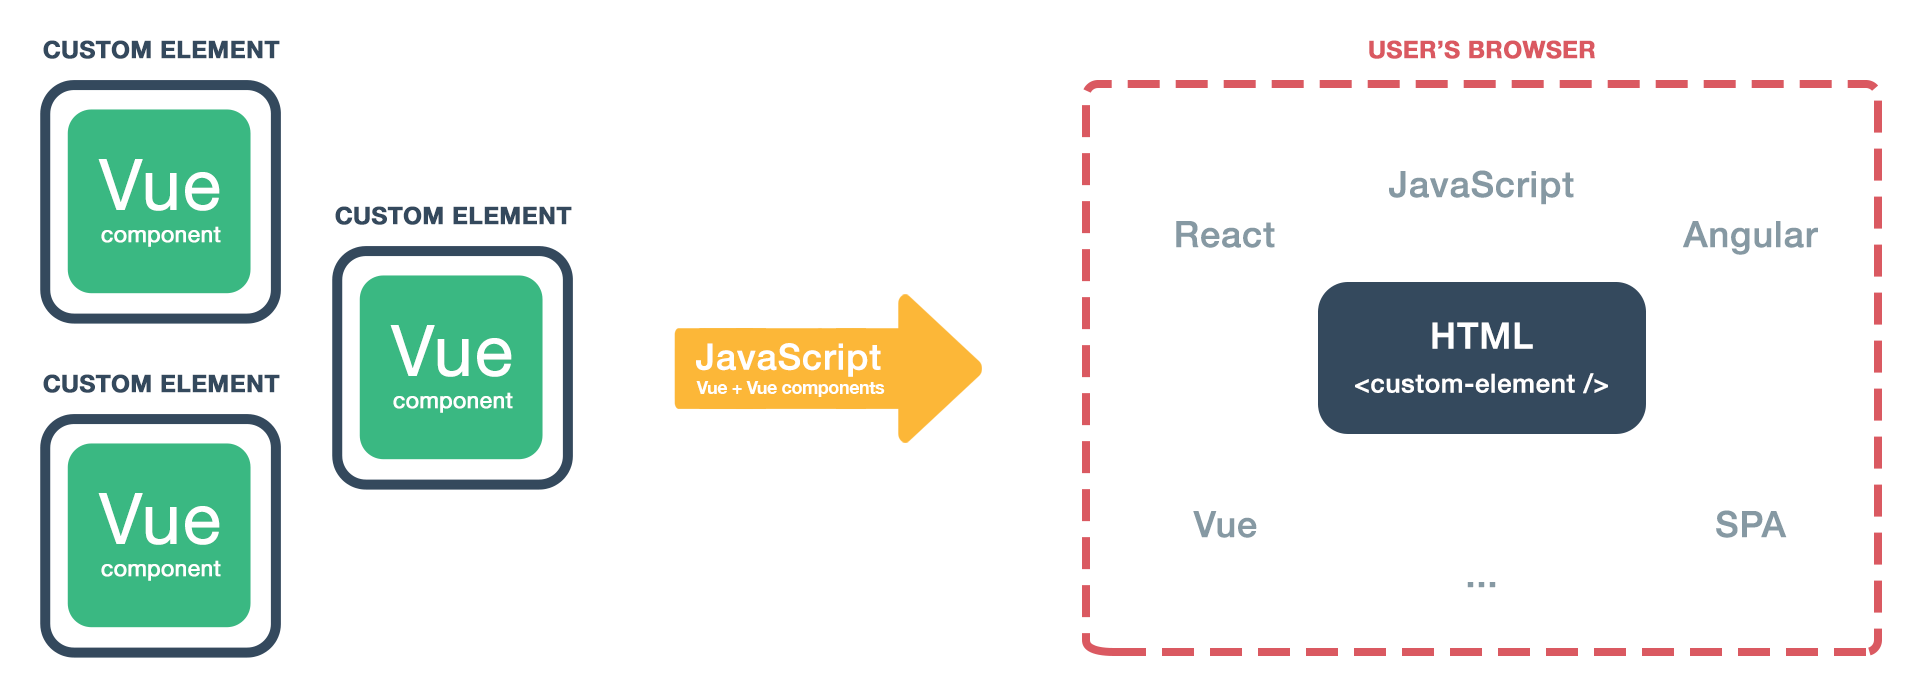 CUSTOM ELEMENT
Vue
component
CUSTOM ELEMENT
Vue
component
CUSTOM ELEMENT
Vue
component
JavaScript
Vue + Vue components
USER'S BROWSER
JavaScript
React
Angular
HTML
<custom-element />
Vue
SPA
...